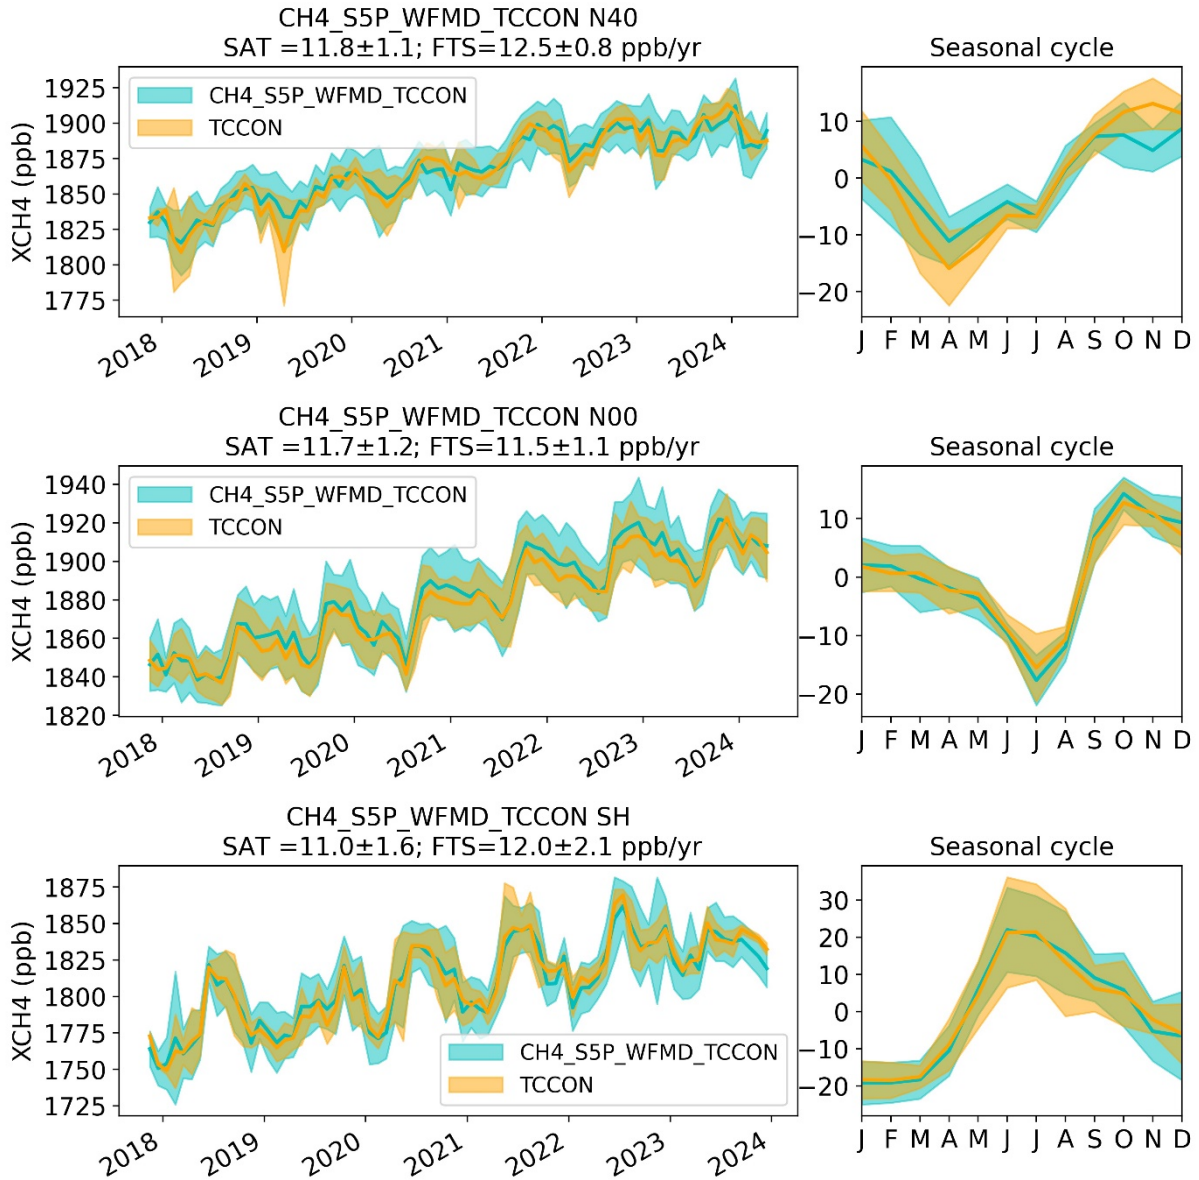 CH4_S5P_WFMD_TCCON N40
SAT =11.8±1.1; FTS=12.5±0.8 ppb/yr
Seasonal cycle
XCH4 (ppb)
1925
1900
1875
1850
1825
1800
1775
CH4_S5P_WFMD_TCCON
TCCON
2018 2019 2020 2021 2022 2023 2024
10
0
−10
−20
J F M A M J J A S O N D
CH4_S5P_WFMD_TCCON N00
SAT =11.7±1.2; FTS=11.5±1.1 ppb/yr
Seasonal cycle
XCH4 (ppb)
1940
1920
1900
1880
1860
1840
1820
CH4_S5P_WFMD_TCCON
TCCON
2018 2019 2020 2021 2022 2023 2024
10
0
−10
−20
J F M A M J J A S O N D
CH4_S5P_WFMD_TCCON SH
SAT =11.0±1.6; FTS=12.0±2.1 ppb/yr
Seasonal cycle
XCH4 (ppb)
1875
1850
1825
1800
1775
1750
1725
CH4_S5P_WFMD_TCCON
TCCON
2018 2019 2020 2021 2022 2023 2024
30
20
10
0
−10
−20
J F M A M J J A S O N D